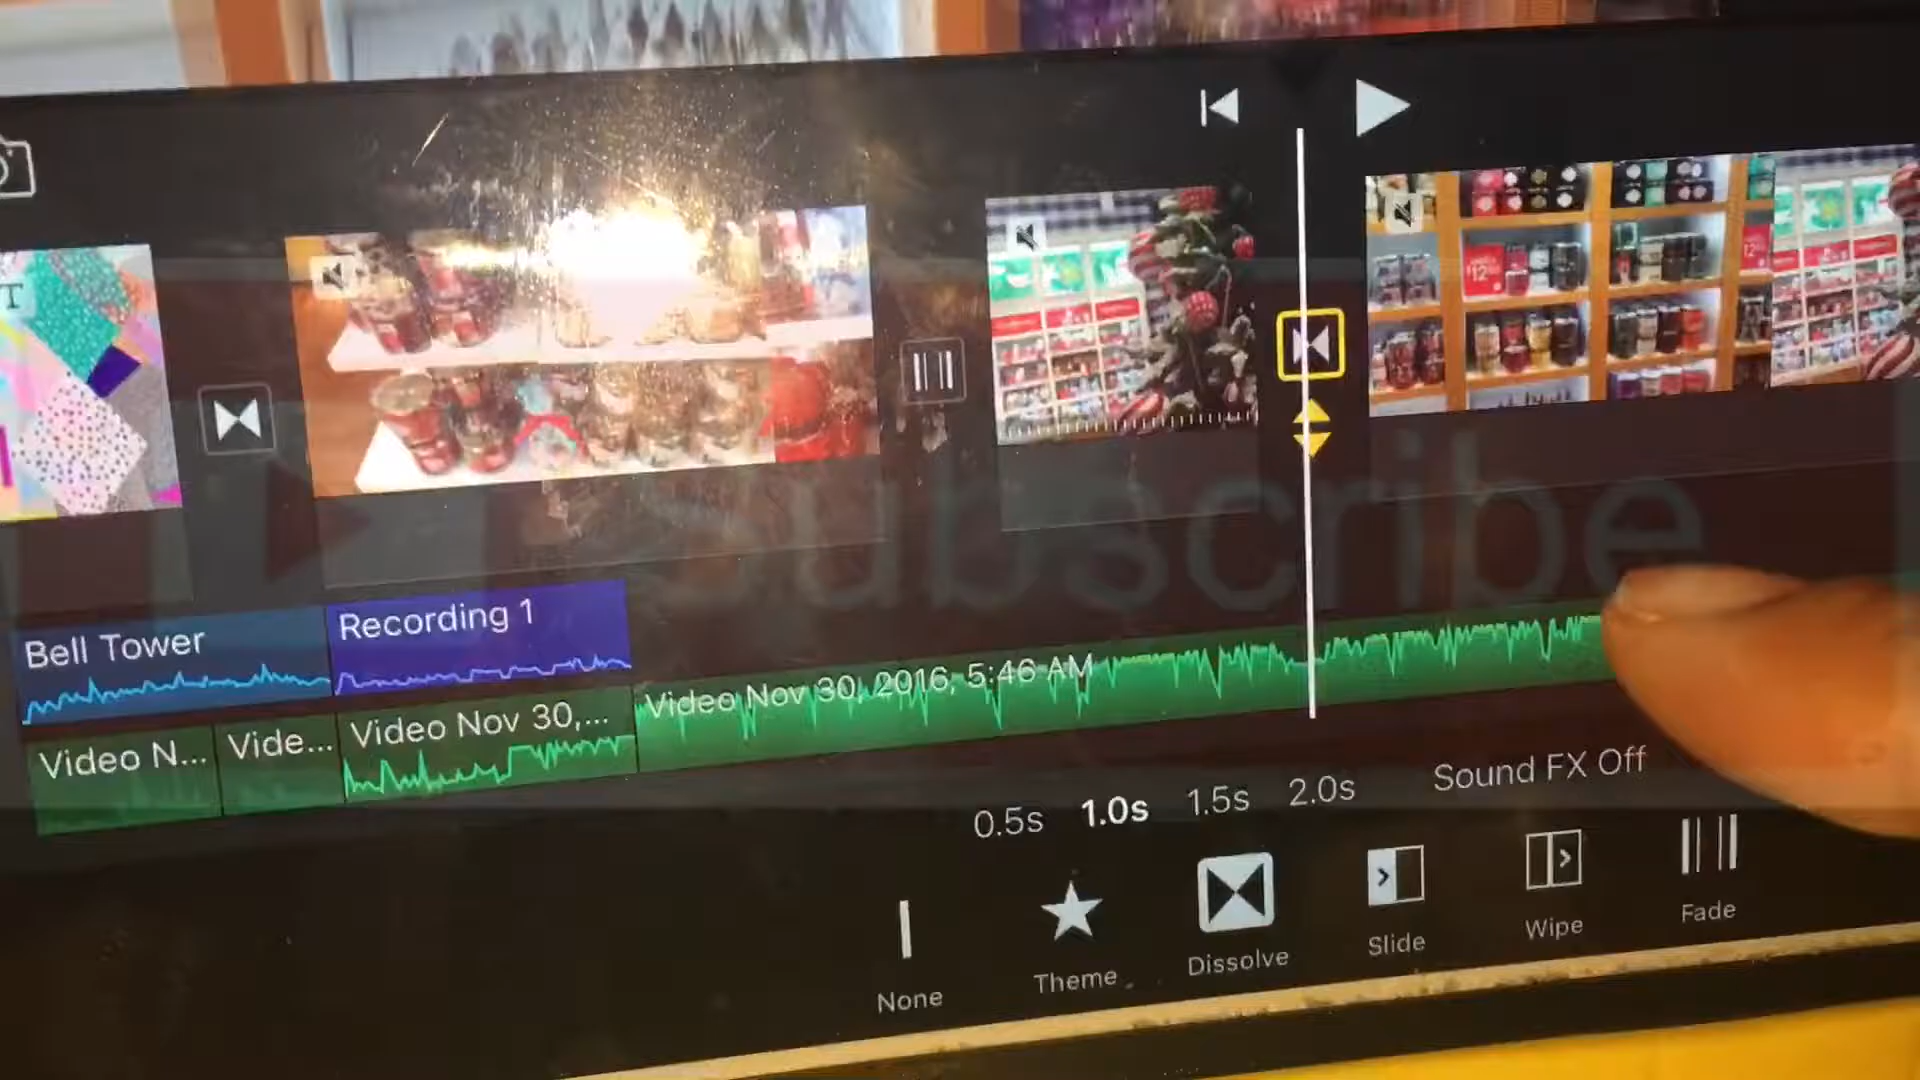 T
Subscribe
Bell Tower
Recording 1
Video N...
Vide...
Video Nov 30,...
Video Nov 30, 2016, 5:46 AM
0.5s
1.0s
1.5s
2.0s
Sound FX Off
None
Theme
Dissolve
Slide
Wipe
Fade